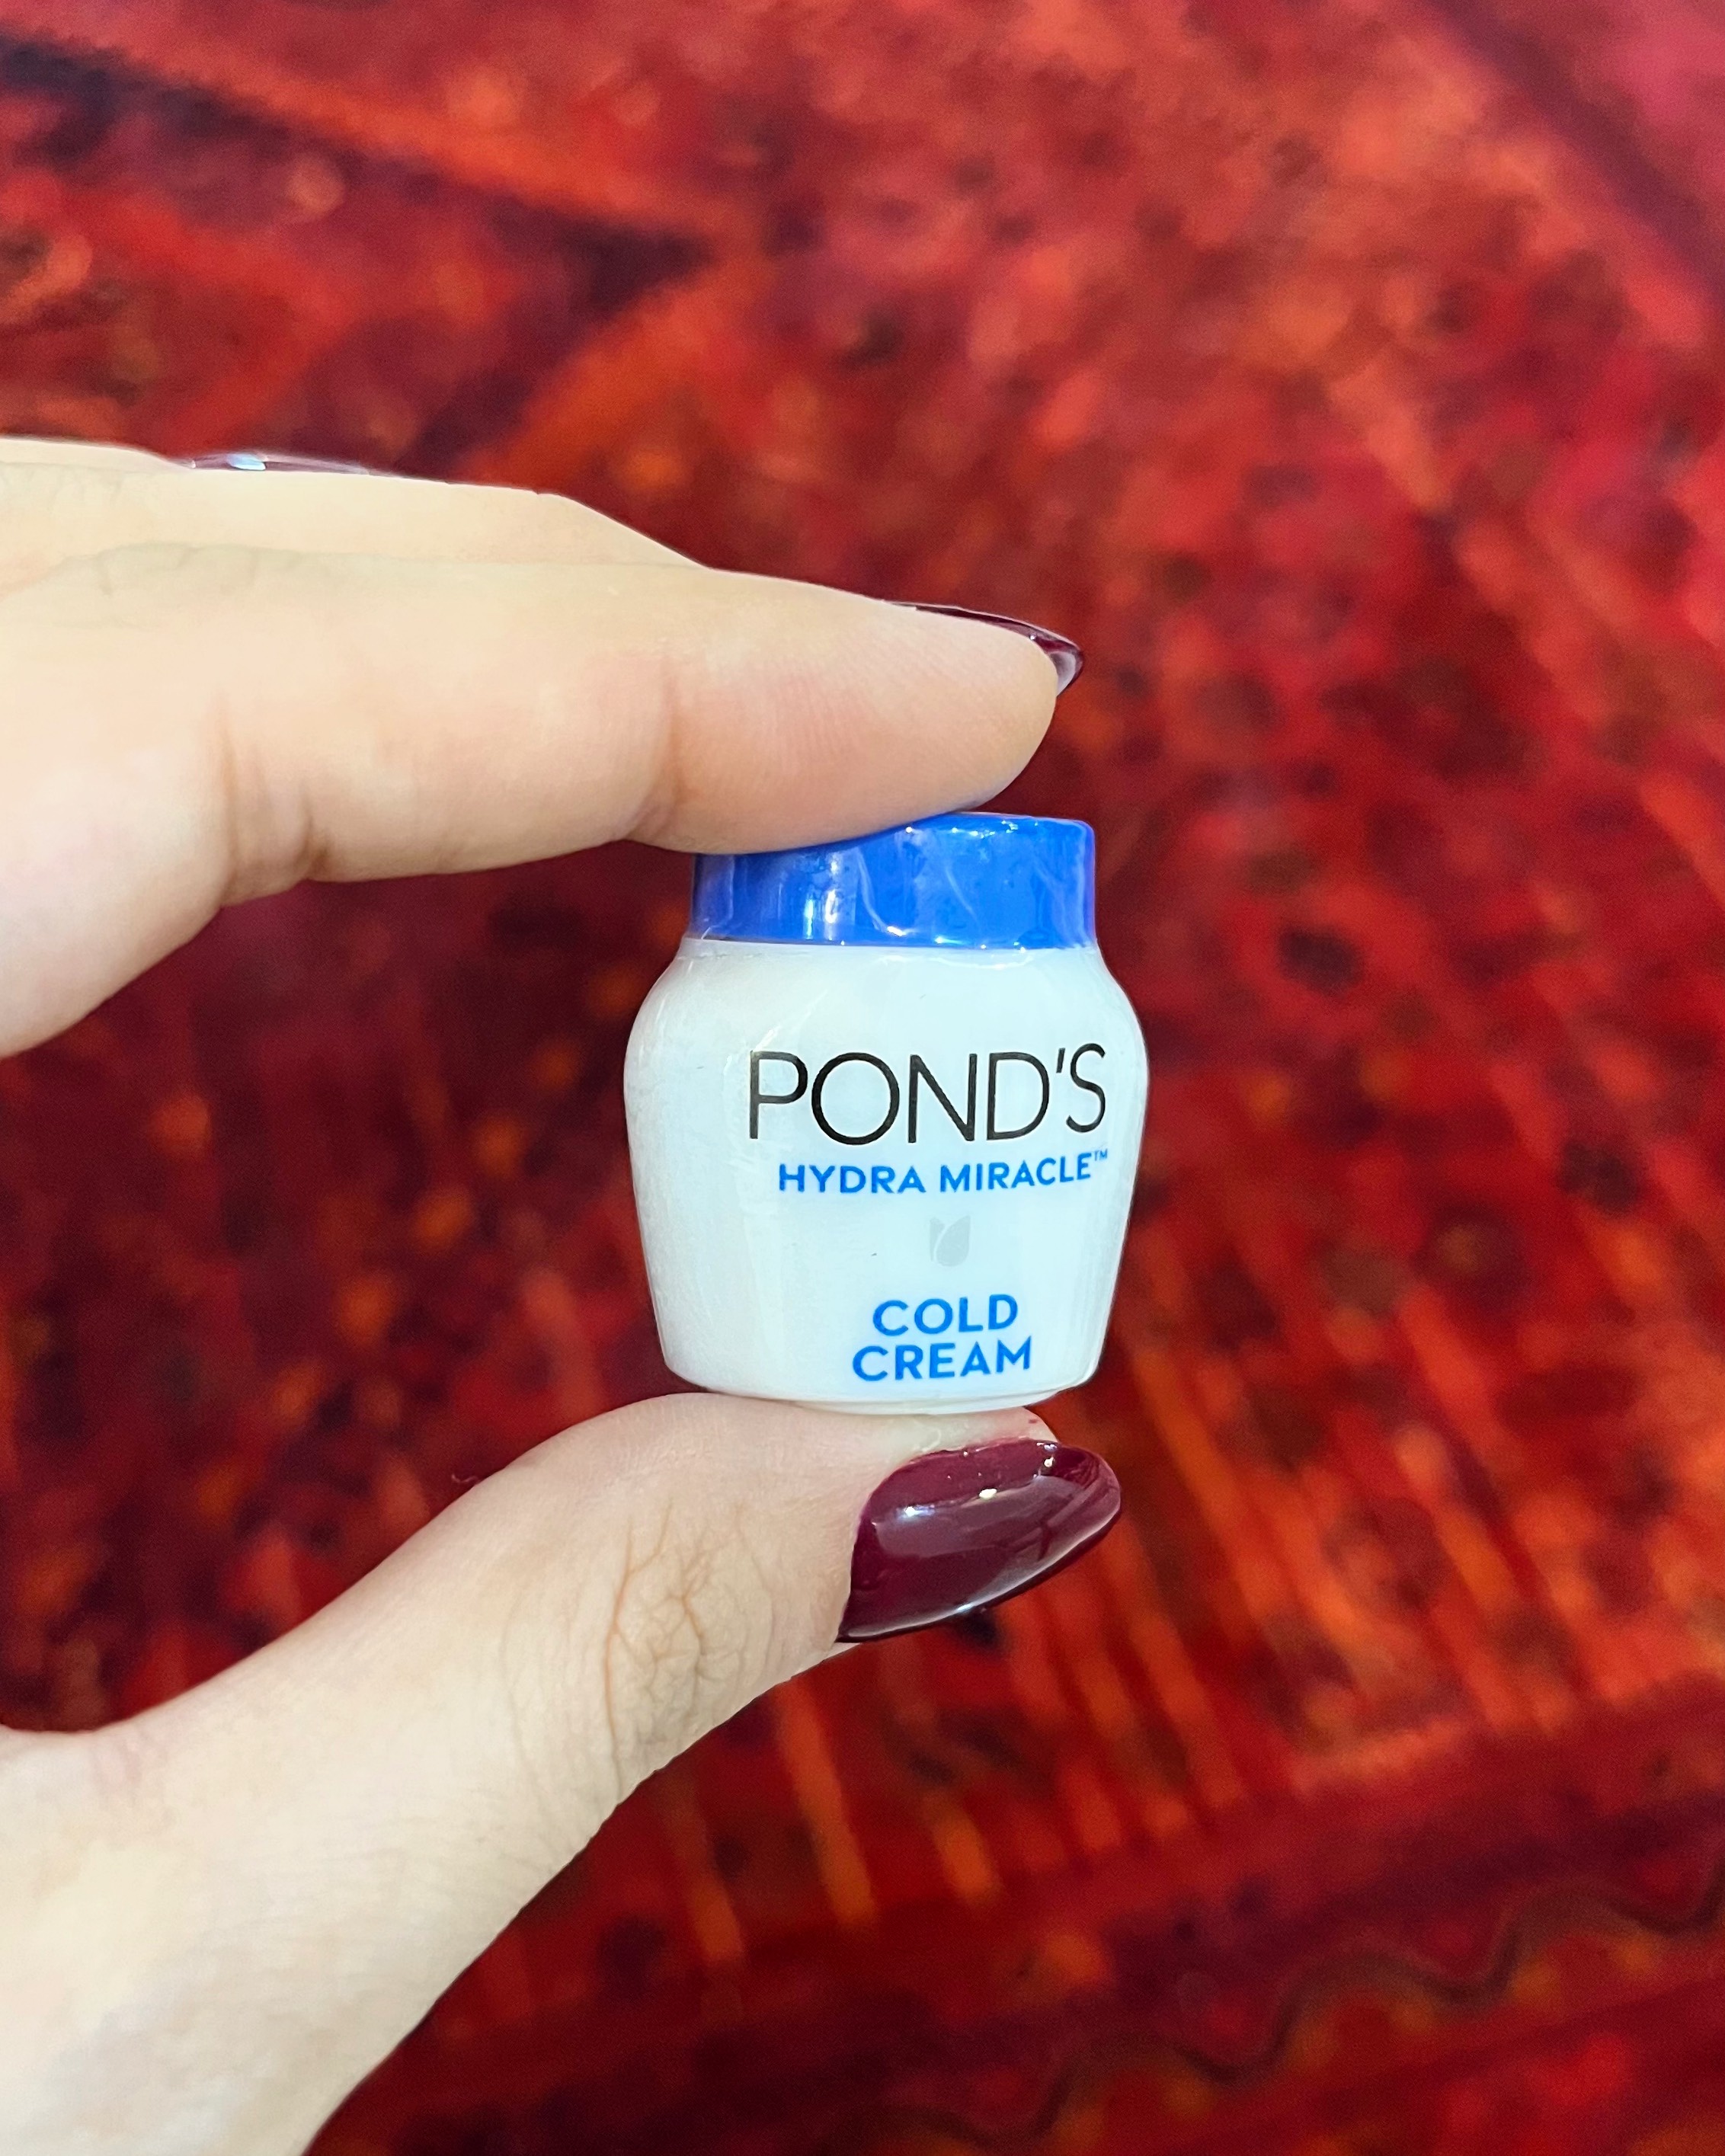 POND'S
HYDRA MIRACLE™
COLD
CREAM